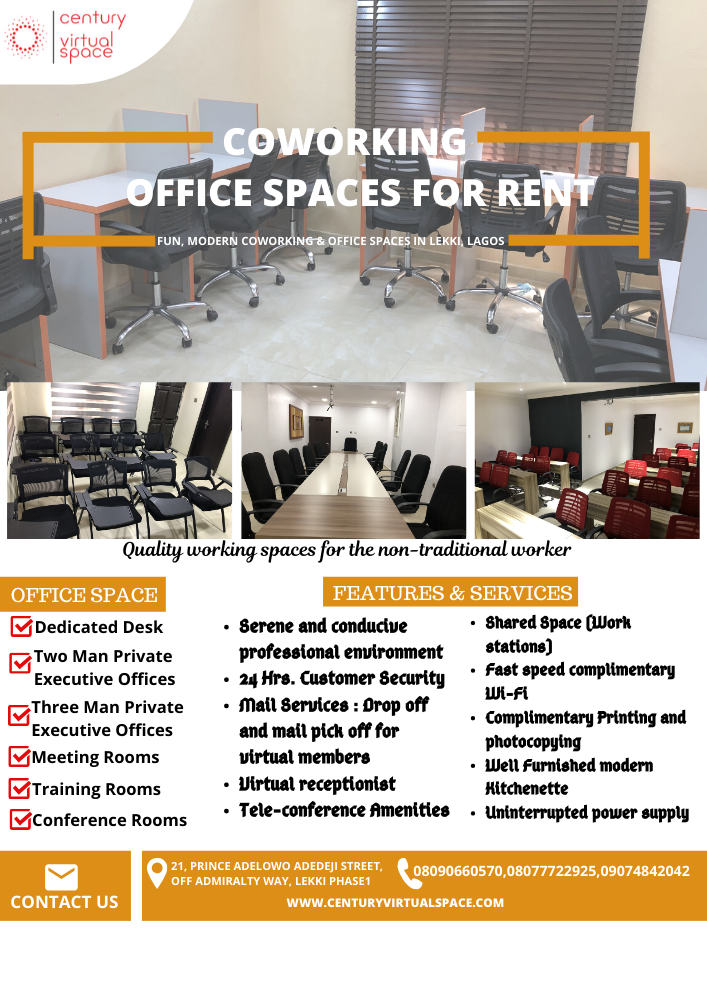 century
virtual
space
COWORKING
OFFICE SPACES FOR RENT
FUN, MODERN COWORKING & OFFICE SPACES IN LEKKI, LAGOS
Quality working spaces for the non-traditional worker
OFFICE SPACE
Dedicated Desk
Two Man Private
Executive Offices
Three Man Private
Executive Offices
Meeting Rooms
Training Rooms
Conference Rooms
FEATURES & SERVICES
• Serene and conducive
professional environment
• 24 Hrs. Customer Security
• Mail Services : Drop off
and mail pick off for
virtual members
• Virtual receptionist
• Tele-conference Amenities
• Shared Space (Work
stations)
• Fast speed complimentary
Wi-Fi
• Complimentary Printing and
photocopying
• Well Furnished modern
Kitchenette
• Uninterrupted power supply
CONTACT US
21, PRINCE ADELOWO ADEDEJI STREET,
OFF ADMIRALTY WAY, LEKKI PHASE1
08090660570,08077722925,09074842042
WWW.CENTURYVIRTUALSPACE.COM